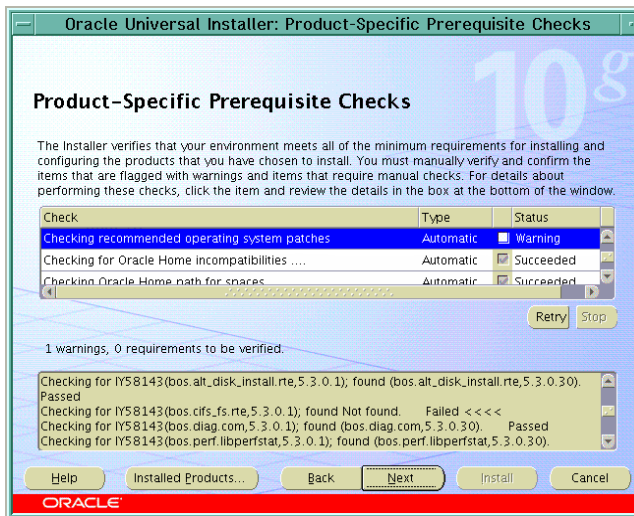 Oracle Universal Installer: Product-Specific Prerequisite Checks
10g
Product-Specific Prerequisite Checks
The Installer verifies that your environment meets all of the minimum requirements for installing and
configuring the products that you have chosen to install. You must manually verify and confirm the
items that are flagged with warnings and items that require manual checks. For details about
performing these checks, click the item and review the details in the box at the bottom of the window.
Check Type Status
Checking recommended operating system patches Automatic Warning
Checking for Oracle Home incompatibilities .... Automatic Succeeded
Checking Oracle Home path for spaces Automatic Succeeded
Retry Stop
1 warnings, 0 requirements to be verified.
Checking for IY58143(bos.alt_disk_install.rte,5.3.0.1); found (bos.alt_disk_install.rte,5.3.0.30).
Passed
Checking for IY58143(bos.cifs_fs.rte,5.3.0.1); found Not found. Failed <<<<
Checking for IY58143(bos.diag.com,5.3.0.1); found (bos.diag.com,5.3.0.30). Passed
Checking for IY58143(bos.perf.libperfstat,5.3.0.1); found (bos.perf.libperfstat,5.3.0.30).
Help Installed Products... Back Next Install Cancel
ORACLE